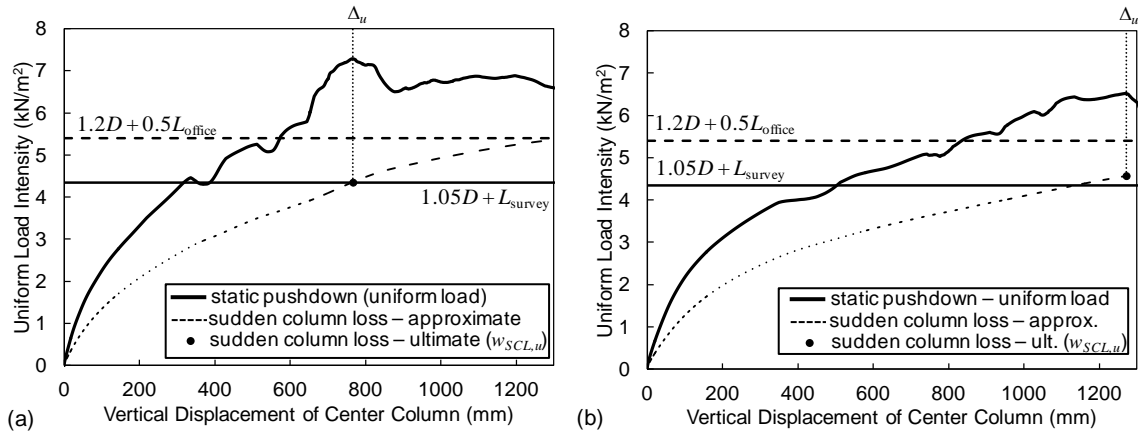 Δu
8
7
6
5
4
3
2
1
0
Uniform Load Intensity (kN/m²)
1.2D + 0.5Loffice
1.05D + Lsurvey
static pushdown (uniform load)
sudden column loss – approximate
sudden column loss – ultimate (wSCL,u)
0 200 400 600 800 1000 1200
(a)
Vertical Displacement of Center Column (mm)
Δu
8
7
6
5
4
3
2
1
0
Uniform Load Intensity (kN/m²)
1.2D + 0.5Loffice
1.05D + Lsurvey
static pushdown – uniform load
sudden column loss – approx.
sudden column loss – ult. (wSCL,u)
0 200 400 600 800 1000 1200
(b)
Vertical Displacement of Center Column (mm)